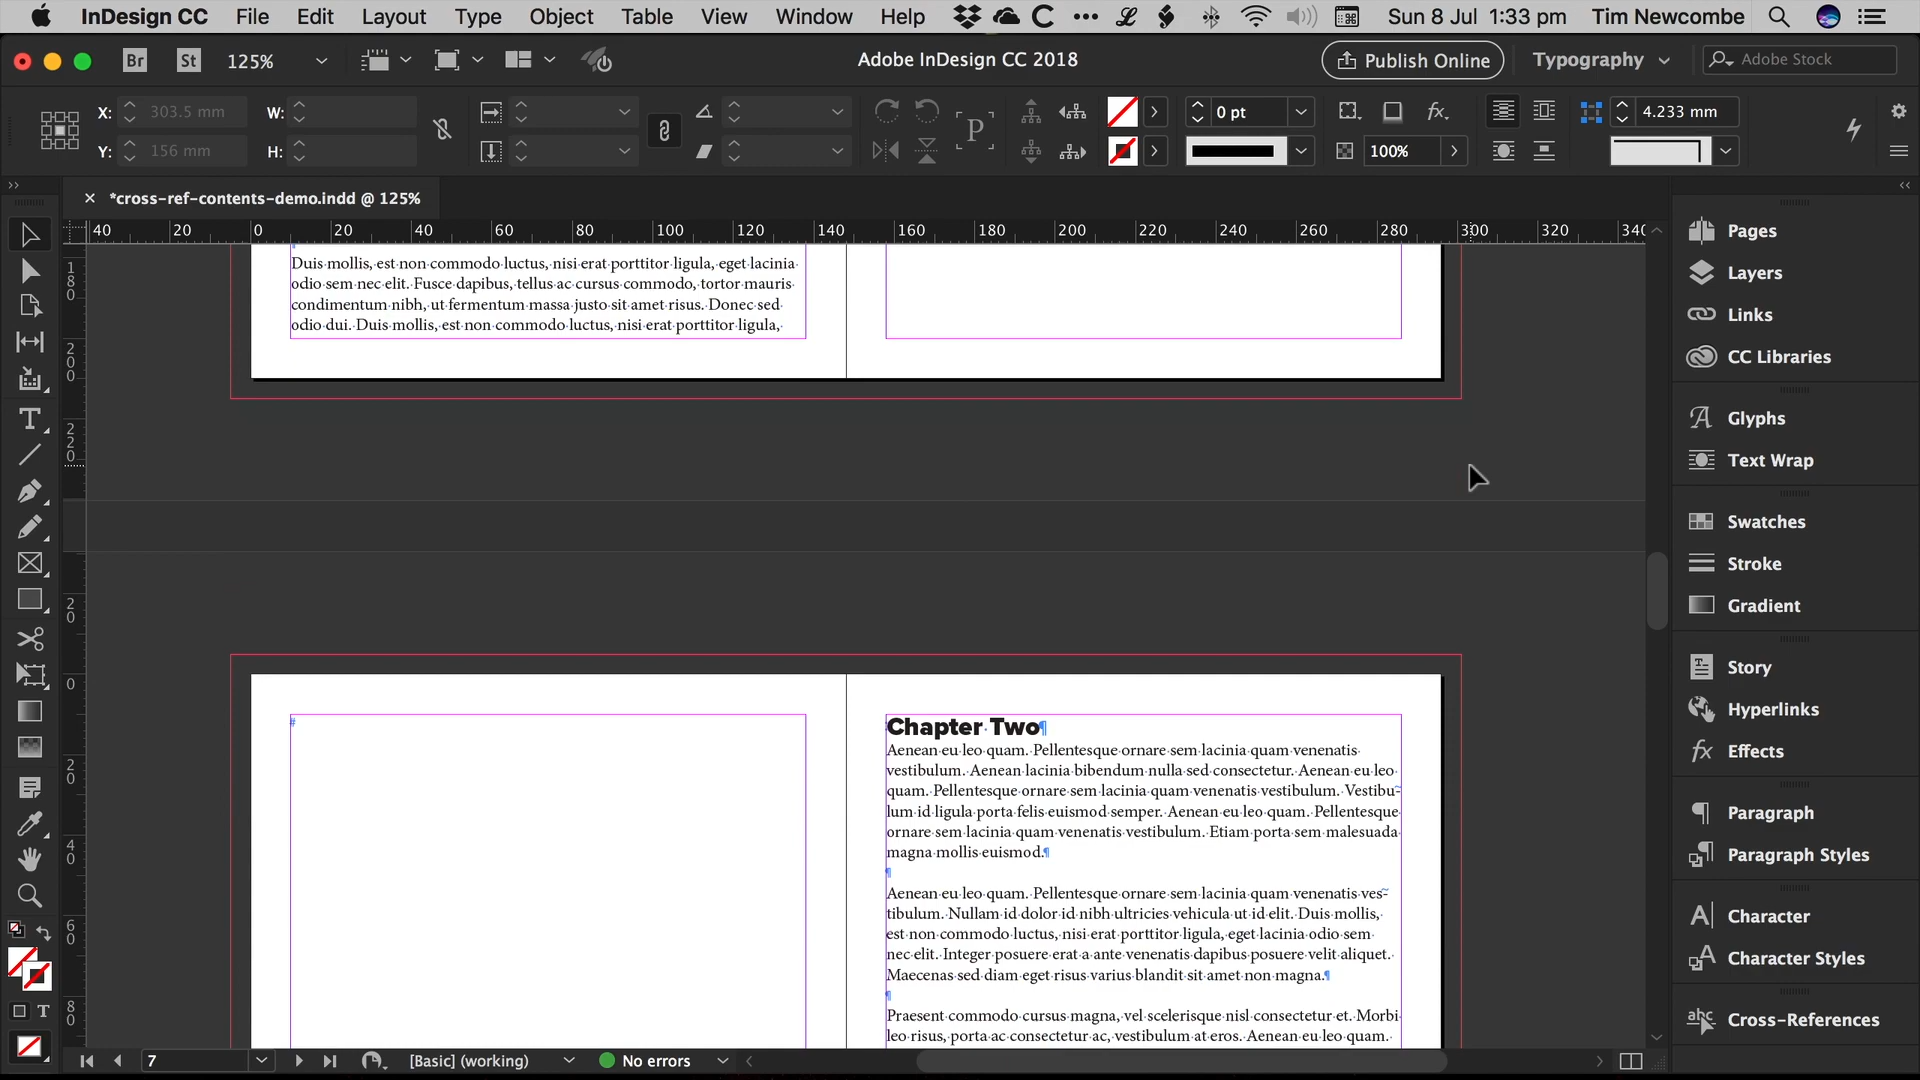 InDesign CC File Edit Layout Type Object Table View Window Help Sun 8 Jul 1:33 pm Tim Newcombe
Br St 125% Adobe InDesign CC 2018 Publish Online Typography Adobe Stock
X: 303.5 mm W: 0 pt fx 4.233 mm
Y: 156 mm H: P 100%
*cross-ref-contents-demo.indd @ 125%
40 20 0 20 40 60 80 100 120 140 160 180 200 220 240 260 280 300 320 340
Duis mollis, est non commodo luctus, nisi erat porttitor ligula, eget lacinia
odio sem nec elit. Fusce dapibus, tellus ac cursus commodo, tortor mauris
condimentum nibh, ut fermentum massa justo sit amet risus. Donec sed
odio dui. Duis mollis, est non commodo luctus, nisi erat porttitor ligula,
180
200
220
20
0
20
40
60
80
#
Chapter Two¶
Aenean eu leo quam. Pellentesque ornare sem lacinia quam venenatis
vestibulum. Aenean lacinia bibendum nulla sed consectetur. Aenean eu leo
quam. Pellentesque ornare sem lacinia quam venenatis vestibulum. Vestibu-
lum id ligula porta felis euismod semper. Aenean eu leo quam. Pellentesque
ornare sem lacinia quam venenatis vestibulum. Etiam porta sem malesuada
magna mollis euismod.¶
¶
Aenean eu leo quam. Pellentesque ornare sem lacinia quam venenatis ves-
tibulum. Nullam id dolor id nibh ultricies vehicula ut id elit. Duis mollis,
est non commodo luctus, nisi erat porttitor ligula, eget lacinia odio sem
nec elit. Integer posuere erat a ante venenatis dapibus posuere velit aliquet.
Maecenas sed diam eget risus varius blandit sit amet non magna.¶
¶
Praesent commodo cursus magna, vel scelerisque nisl consectetur et. Morbi
leo risus, porta ac consectetur ac, vestibulum at eros. Aenean eu leo quam.
Pages
Layers
Links
CC Libraries
Glyphs
Text Wrap
Swatches
Stroke
Gradient
Story
Hyperlinks
Effects
Paragraph
Paragraph Styles
Character
Character Styles
Cross-References
7 [Basic] (working) No errors